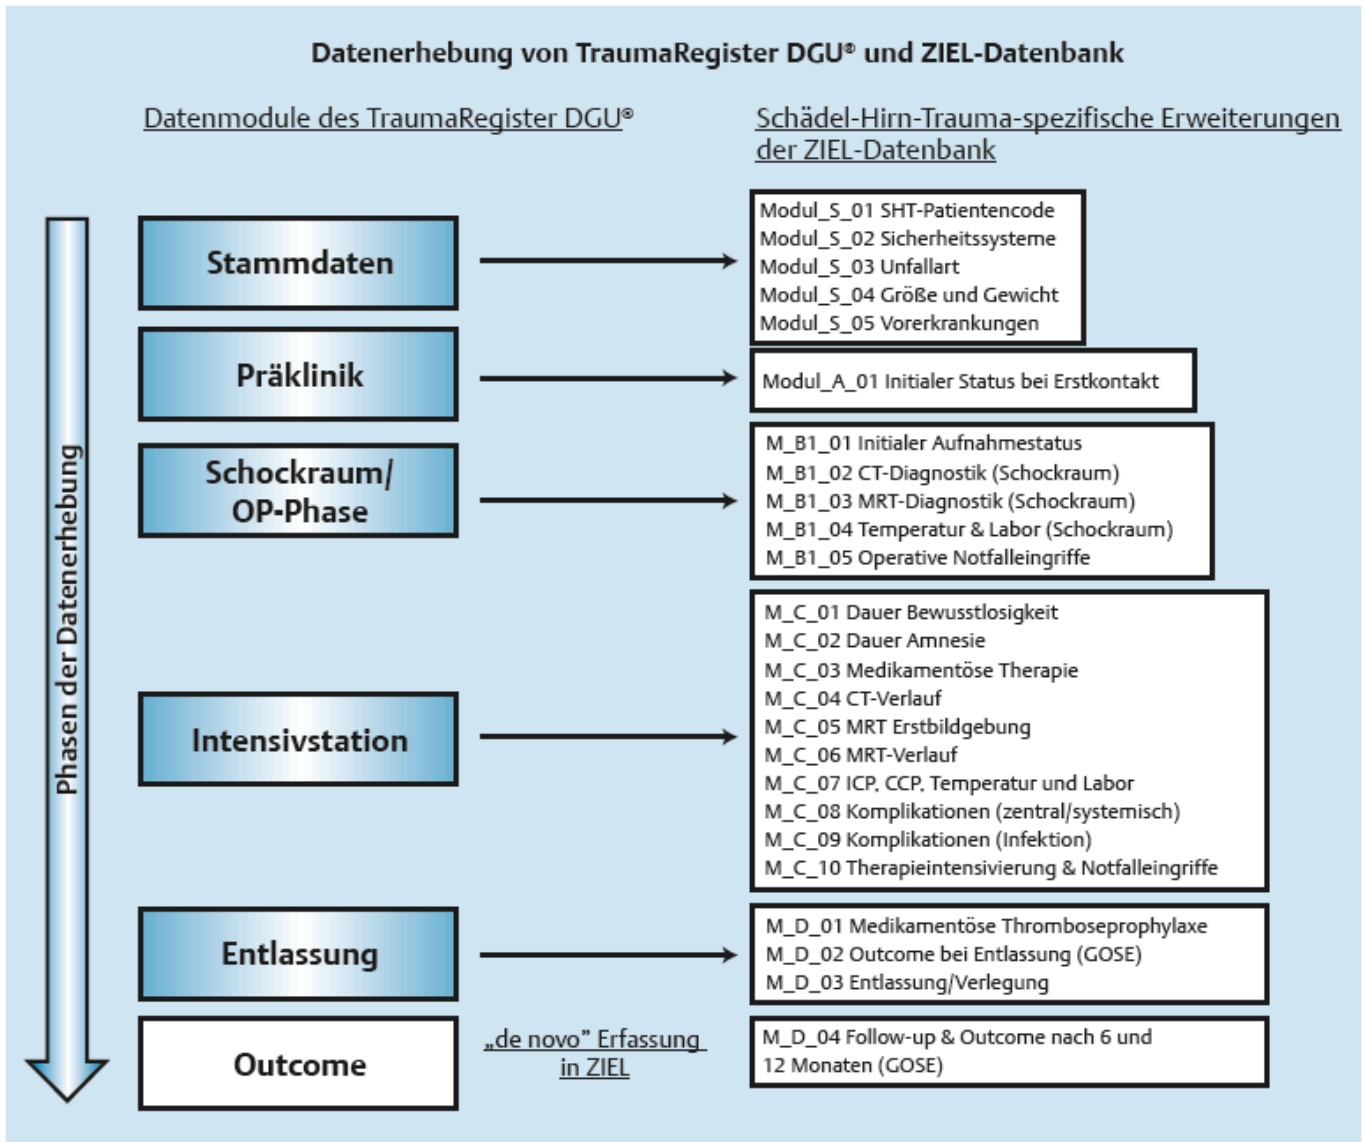 Datenerhebung von TraumaRegister DGU® und ZIEL-Datenbank
Datenmodule des TraumaRegister DGU®
Schädel-Hirn-Trauma-spezifische Erweiterungen
der ZIEL-Datenbank
Phasen der Datenerhebung
Stammdaten
Modul_S_01 SHT-Patientencode
Modul_S_02 Sicherheitssysteme
Modul_S_03 Unfallart
Modul_S_04 Größe und Gewicht
Modul_S_05 Vorerkrankungen
Präklinik
Modul_A_01 Initialer Status bei Erstkontakt
Schockraum/
OP-Phase
M_B1_01 Initialer Aufnahmestatus
M_B1_02 CT-Diagnostik (Schockraum)
M_B1_03 MRT-Diagnostik (Schockraum)
M_B1_04 Temperatur & Labor (Schockraum)
M_B1_05 Operative Notfalleingriffe
Intensivstation
M_C_01 Dauer Bewusstlosigkeit
M_C_02 Dauer Amnesie
M_C_03 Medikamentöse Therapie
M_C_04 CT-Verlauf
M_C_05 MRT Erstbildgebung
M_C_06 MRT-Verlauf
M_C_07 ICP, CCP, Temperatur und Labor
M_C_08 Komplikationen (zentral/systemisch)
M_C_09 Komplikationen (Infektion)
M_C_10 Therapieintensivierung & Notfalleingriffe
Entlassung
M_D_01 Medikamentöse Thromboseprophylaxe
M_D_02 Outcome bei Entlassung (GOSE)
M_D_03 Entlassung/Verlegung
Outcome
„de novo” Erfassung
in ZIEL
M_D_04 Follow-up & Outcome nach 6 und
12 Monaten (GOSE)